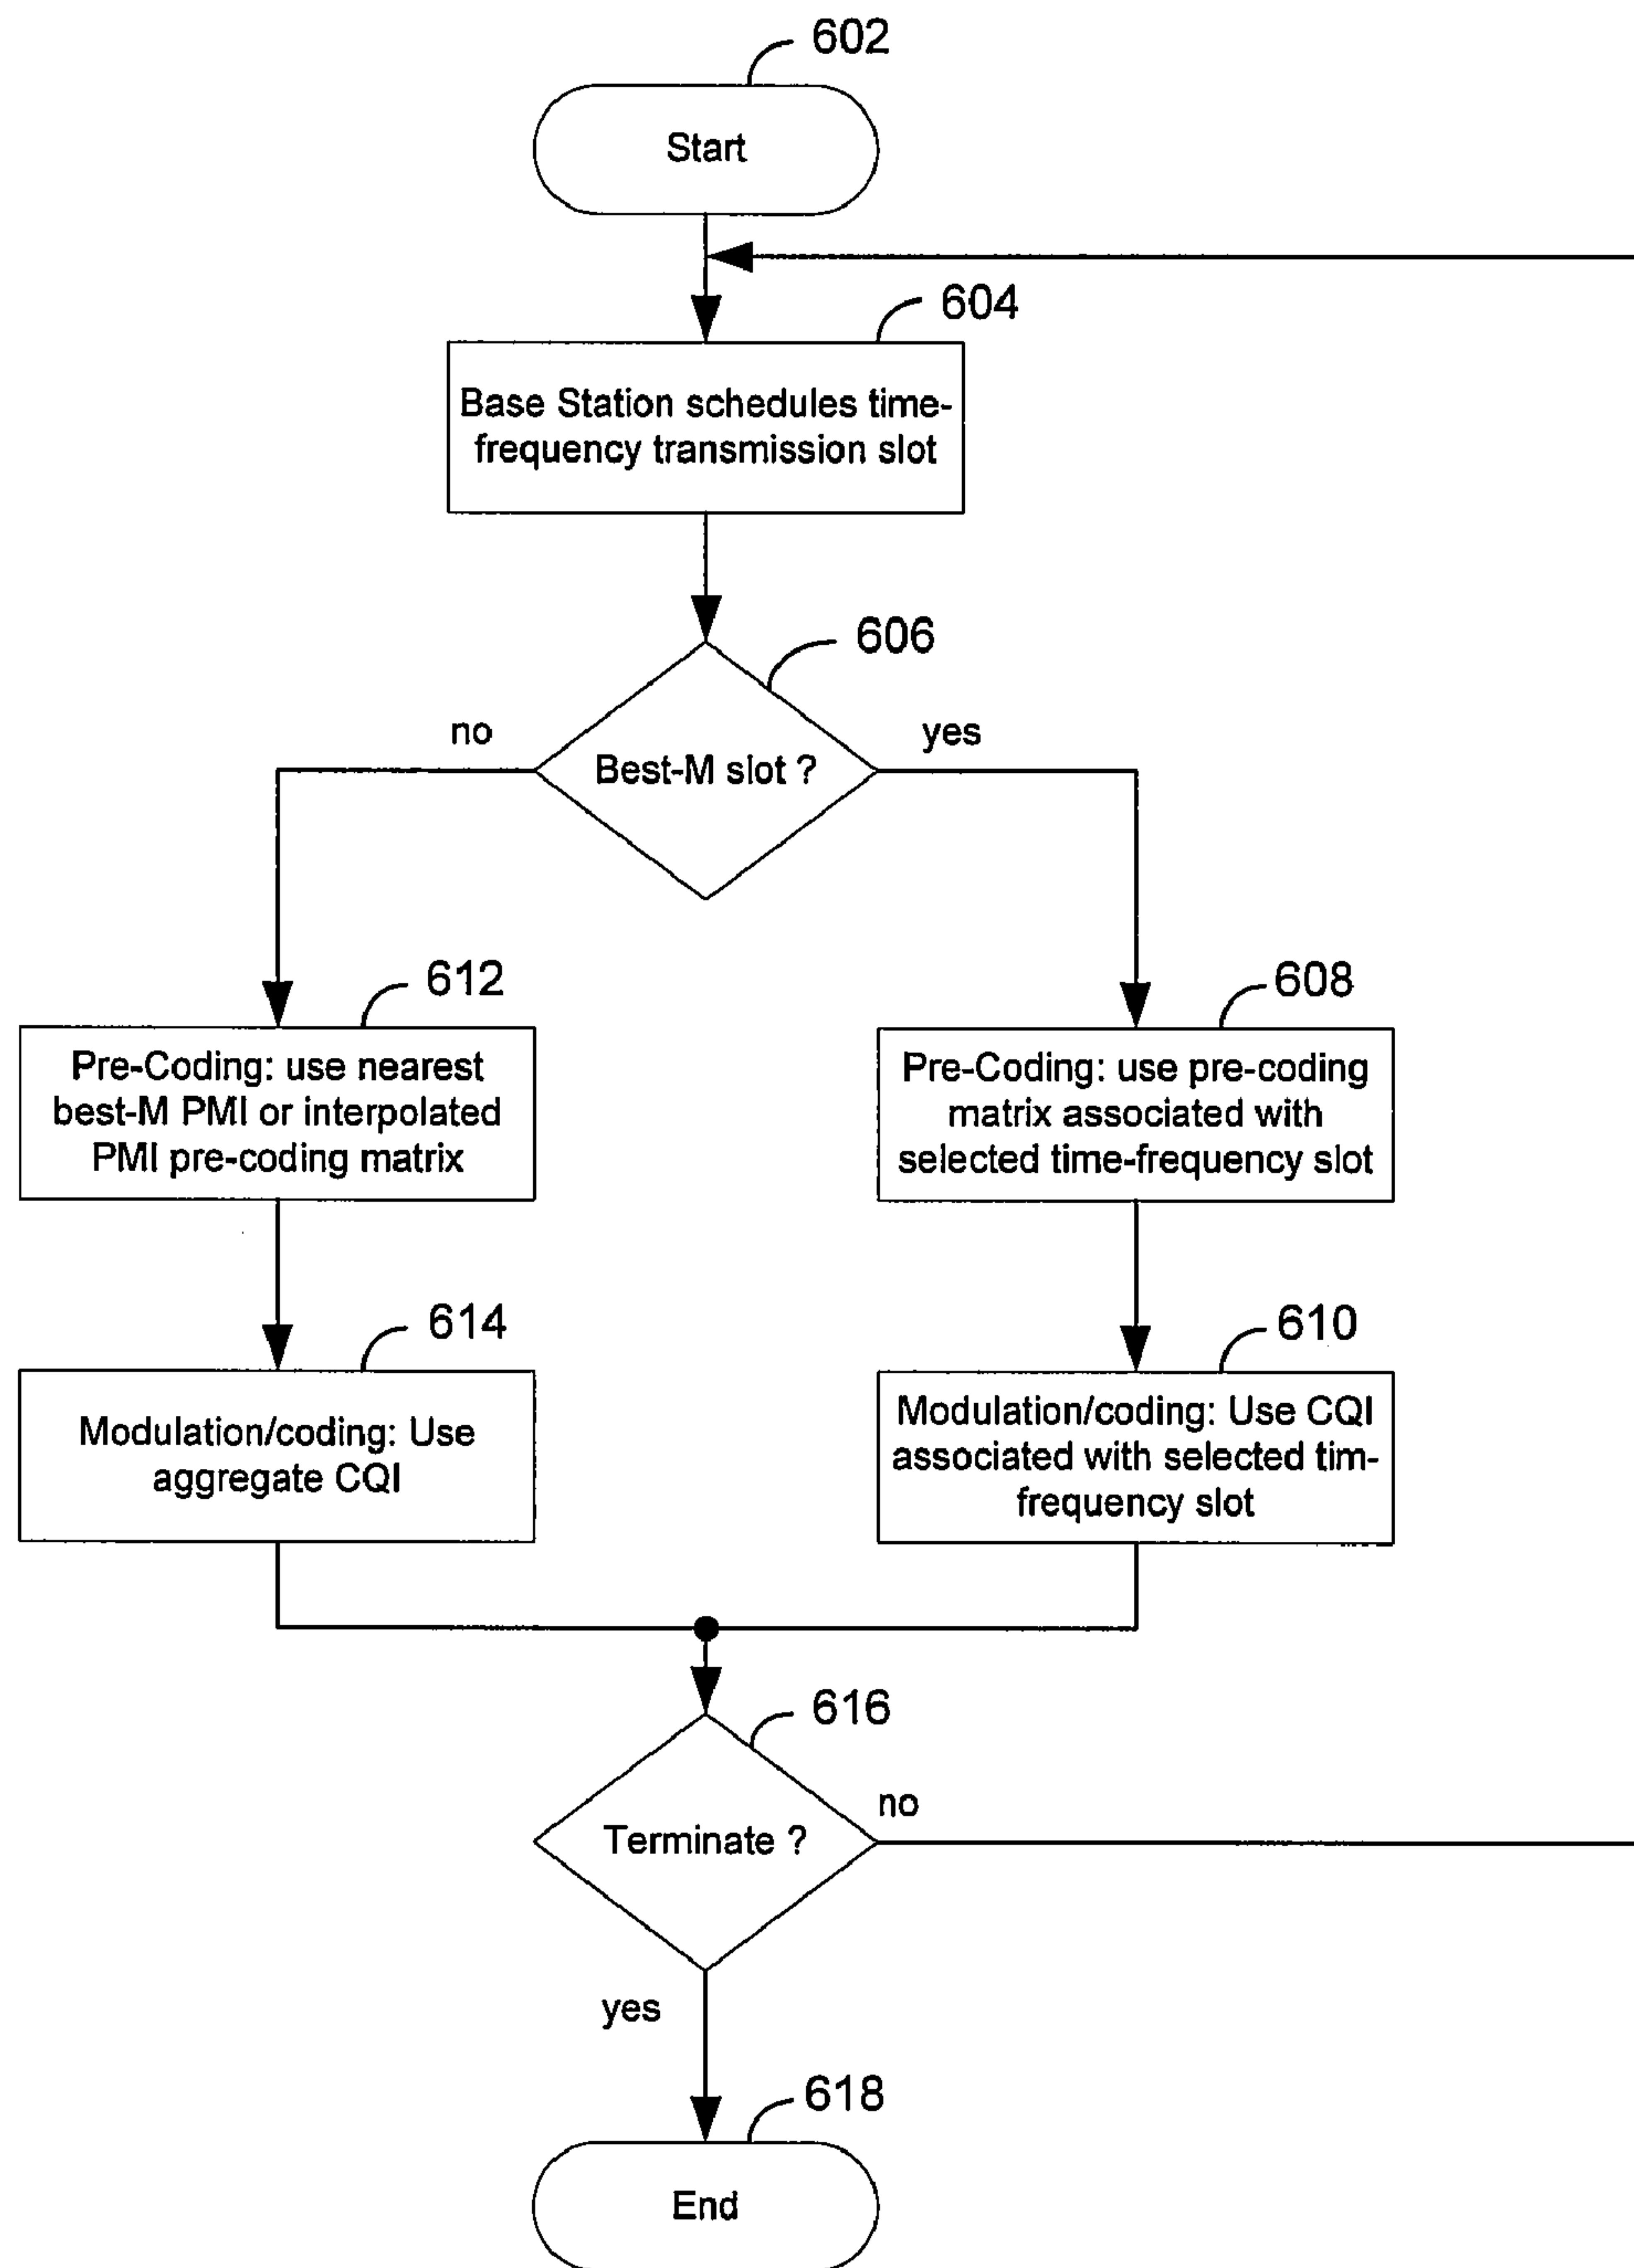 602
Start
604
Base Station schedules time-
frequency transmission slot
606
no
yes
Best-M slot ?
612
608
Pre-Coding: use nearest
best-M PMI or interpolated
PMI pre-coding matrix
Pre-Coding: use pre-coding
matrix associated with
selected time-frequency slot
614
610
Modulation/coding: Use
aggregate CQI
Modulation/coding: Use CQI
associated with selected tim-
frequency slot
616
no
Terminate ?
yes
618
End